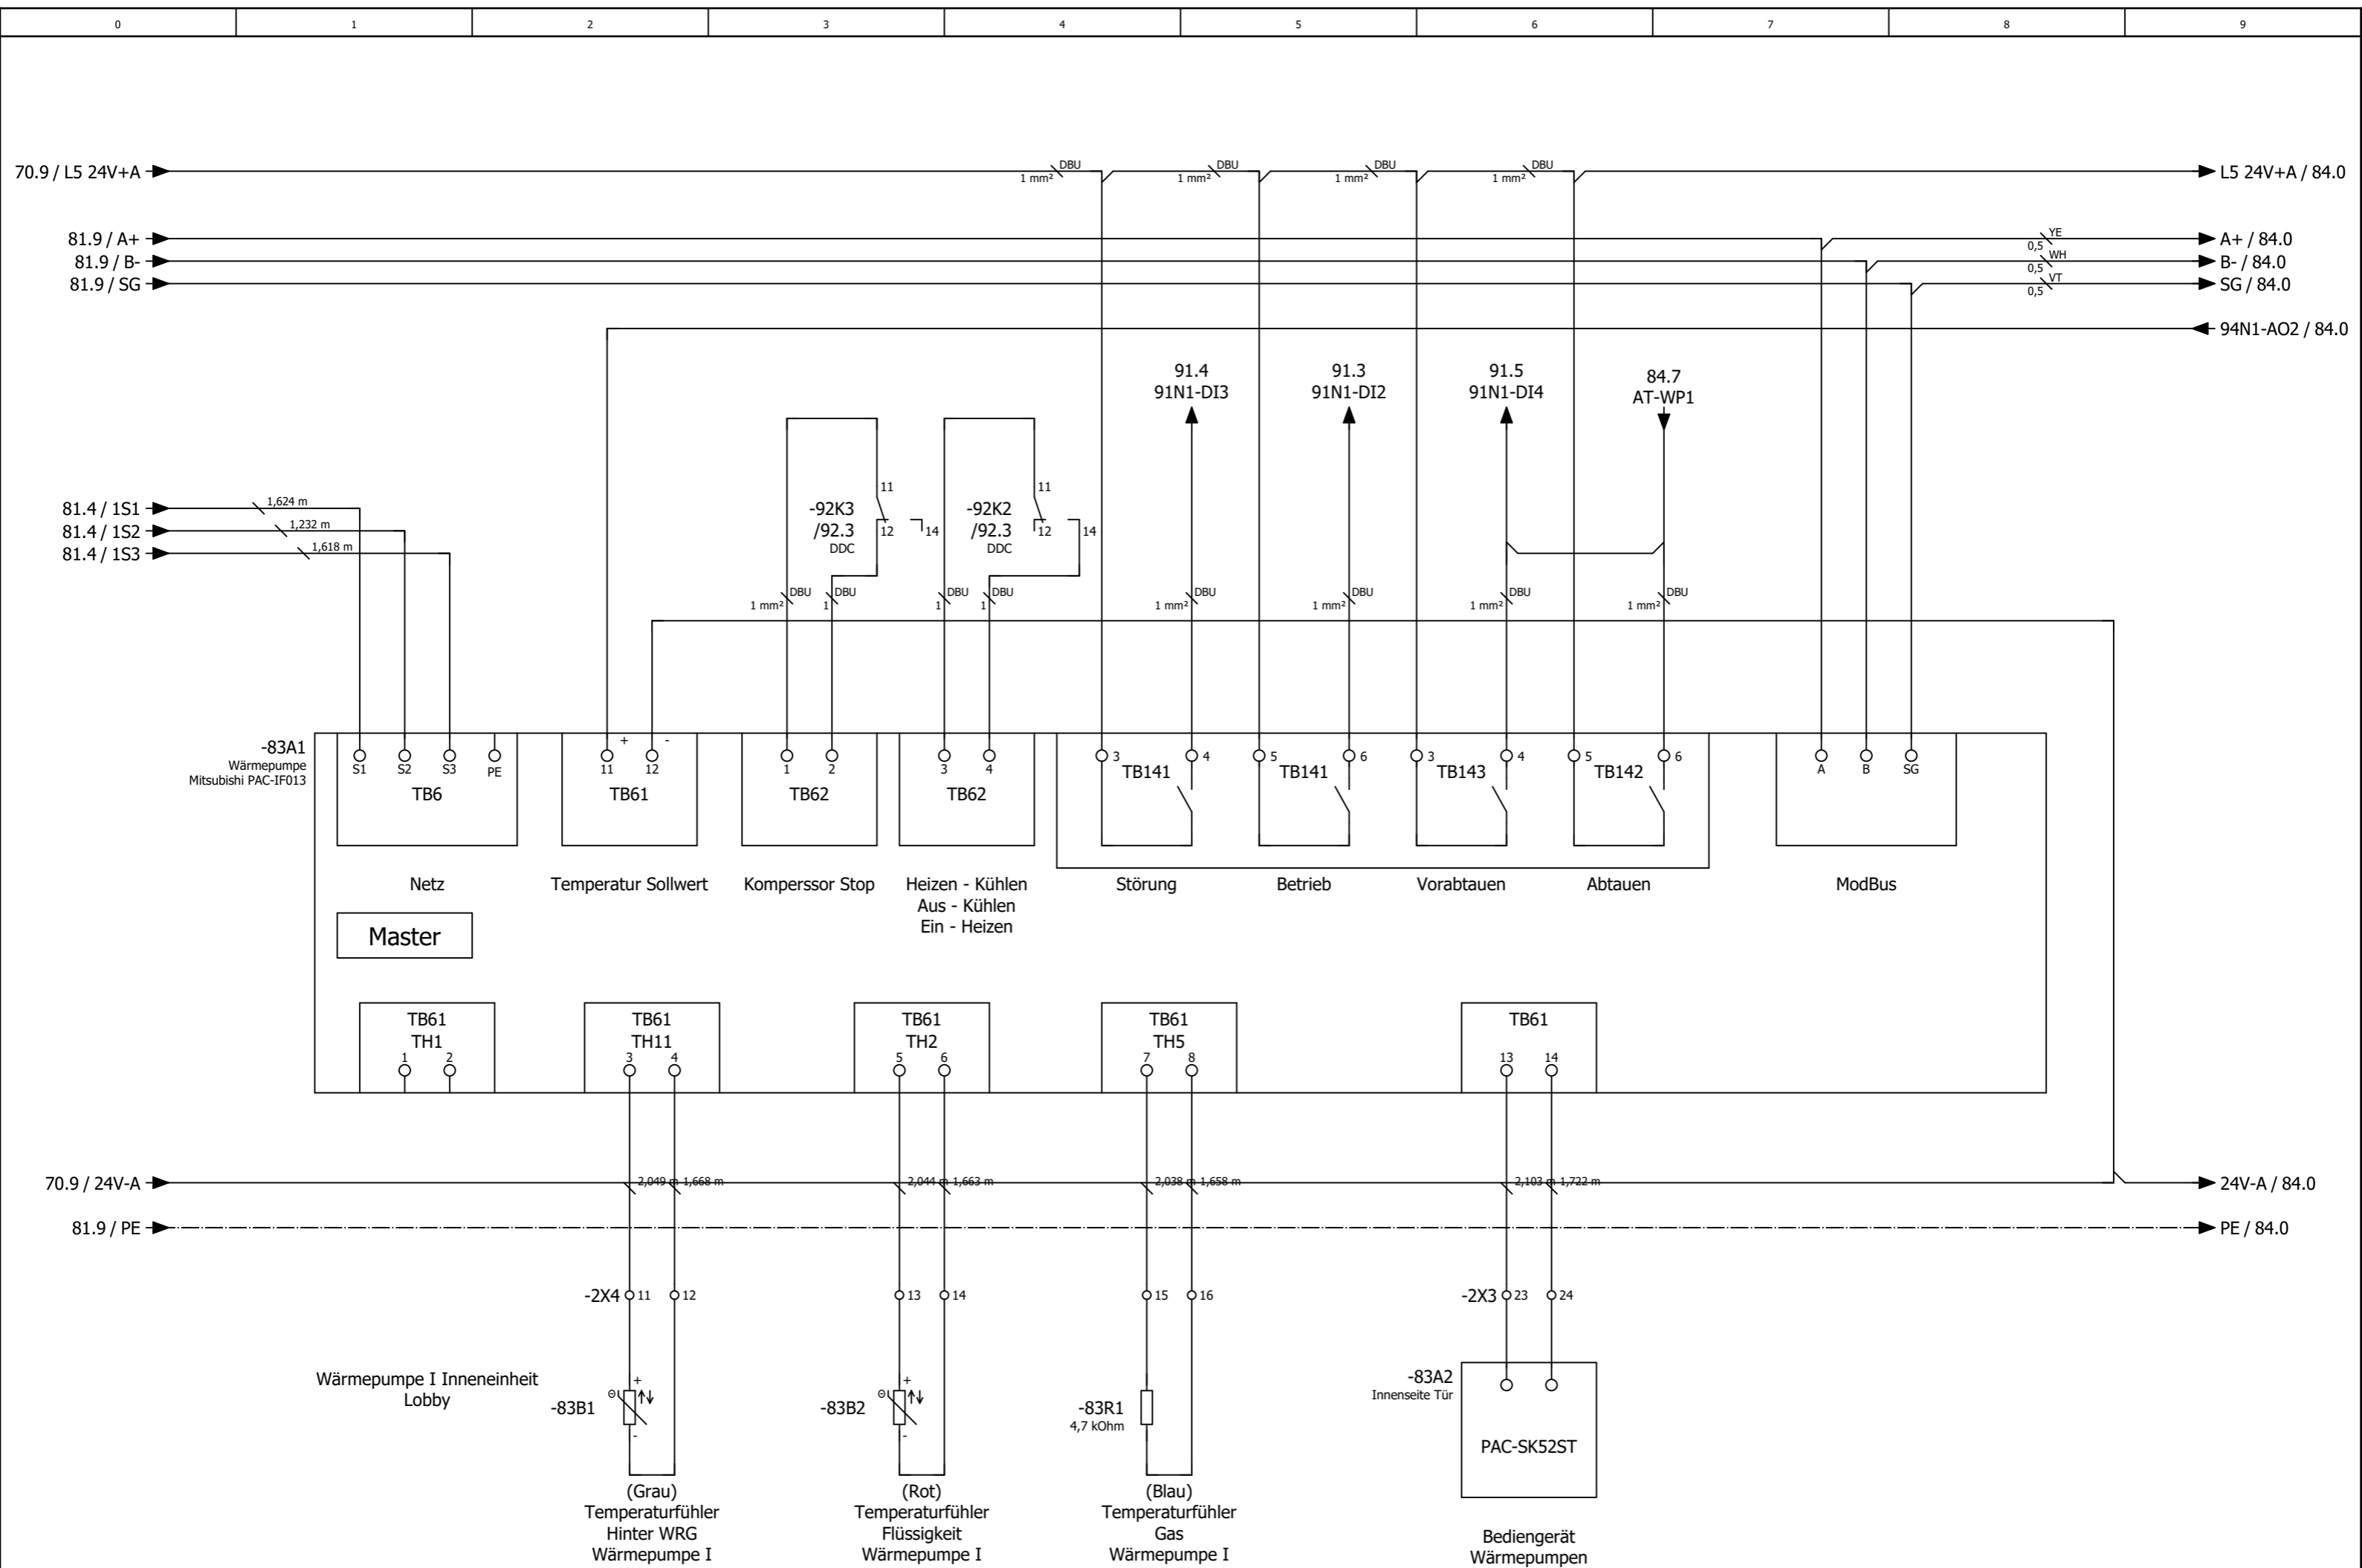 0 1 2 3 4 5 6 7 8 9
70.9 / L5 24V+A
DBU
1 mm²
DBU
1 mm²
DBU
1 mm²
DBU
1 mm²
L5 24V+A / 84.0
81.9 / A+
YE
0,5
A+ / 84.0
81.9 / B-
WH
0,5
B- / 84.0
81.9 / SG
VT
0,5
SG / 84.0
94N1-AO2 / 84.0
91.4
91N1-DI3
91.3
91N1-DI2
91.5
91N1-DI4
84.7
AT-WP1
81.4 / 1S1
1,624 m
81.4 / 1S2
1,232 m
81.4 / 1S3
1,618 m
-92K3
/92.3
DDC
11
12
14
-92K2
/92.3
DDC
11
12
14
DBU
1 mm²
DBU
1
DBU
1
DBU
1
DBU
1 mm²
DBU
1 mm²
DBU
1 mm²
DBU
1 mm²
-83A1
Wärmepumpe
Mitsubishi PAC-IF013
S1 S2 S3 PE
TB6
+ -
11 12
TB61
1 2
TB62
3 4
TB62
3 TB141 4
5 TB141 6
3 TB143 4
5 TB142 6
A B SG
Netz
Temperatur Sollwert
Komperssor Stop
Heizen - Kühlen
Aus - Kühlen
Ein - Heizen
Störung
Betrieb
Vorabtauen
Abtauen
ModBus
Master
TB61
TH1
1 2
TB61
TH11
3 4
TB61
TH2
5 6
TB61
TH5
7 8
TB61
13 14
70.9 / 24V-A
2,049 m 1,668 m
2,044 m 1,663 m
2,038 m 1,658 m
2,103 m 1,722 m
24V-A / 84.0
81.9 / PE
PE / 84.0
-2X4 11 12
13 14
15 16
-2X3 23 24
Wärmepumpe I Inneneinheit
Lobby
-83B1
+
-
-83B2
+
-
-83R1
4,7 kOhm
-83A2
Innenseite Tür
PAC-SK52ST
(Grau)
Temperaturfühler
Hinter WRG
Wärmepumpe I
(Rot)
Temperaturfühler
Flüssigkeit
Wärmepumpe I
(Blau)
Temperaturfühler
Gas
Wärmepumpe I
Bediengerät
Wärmepumpen